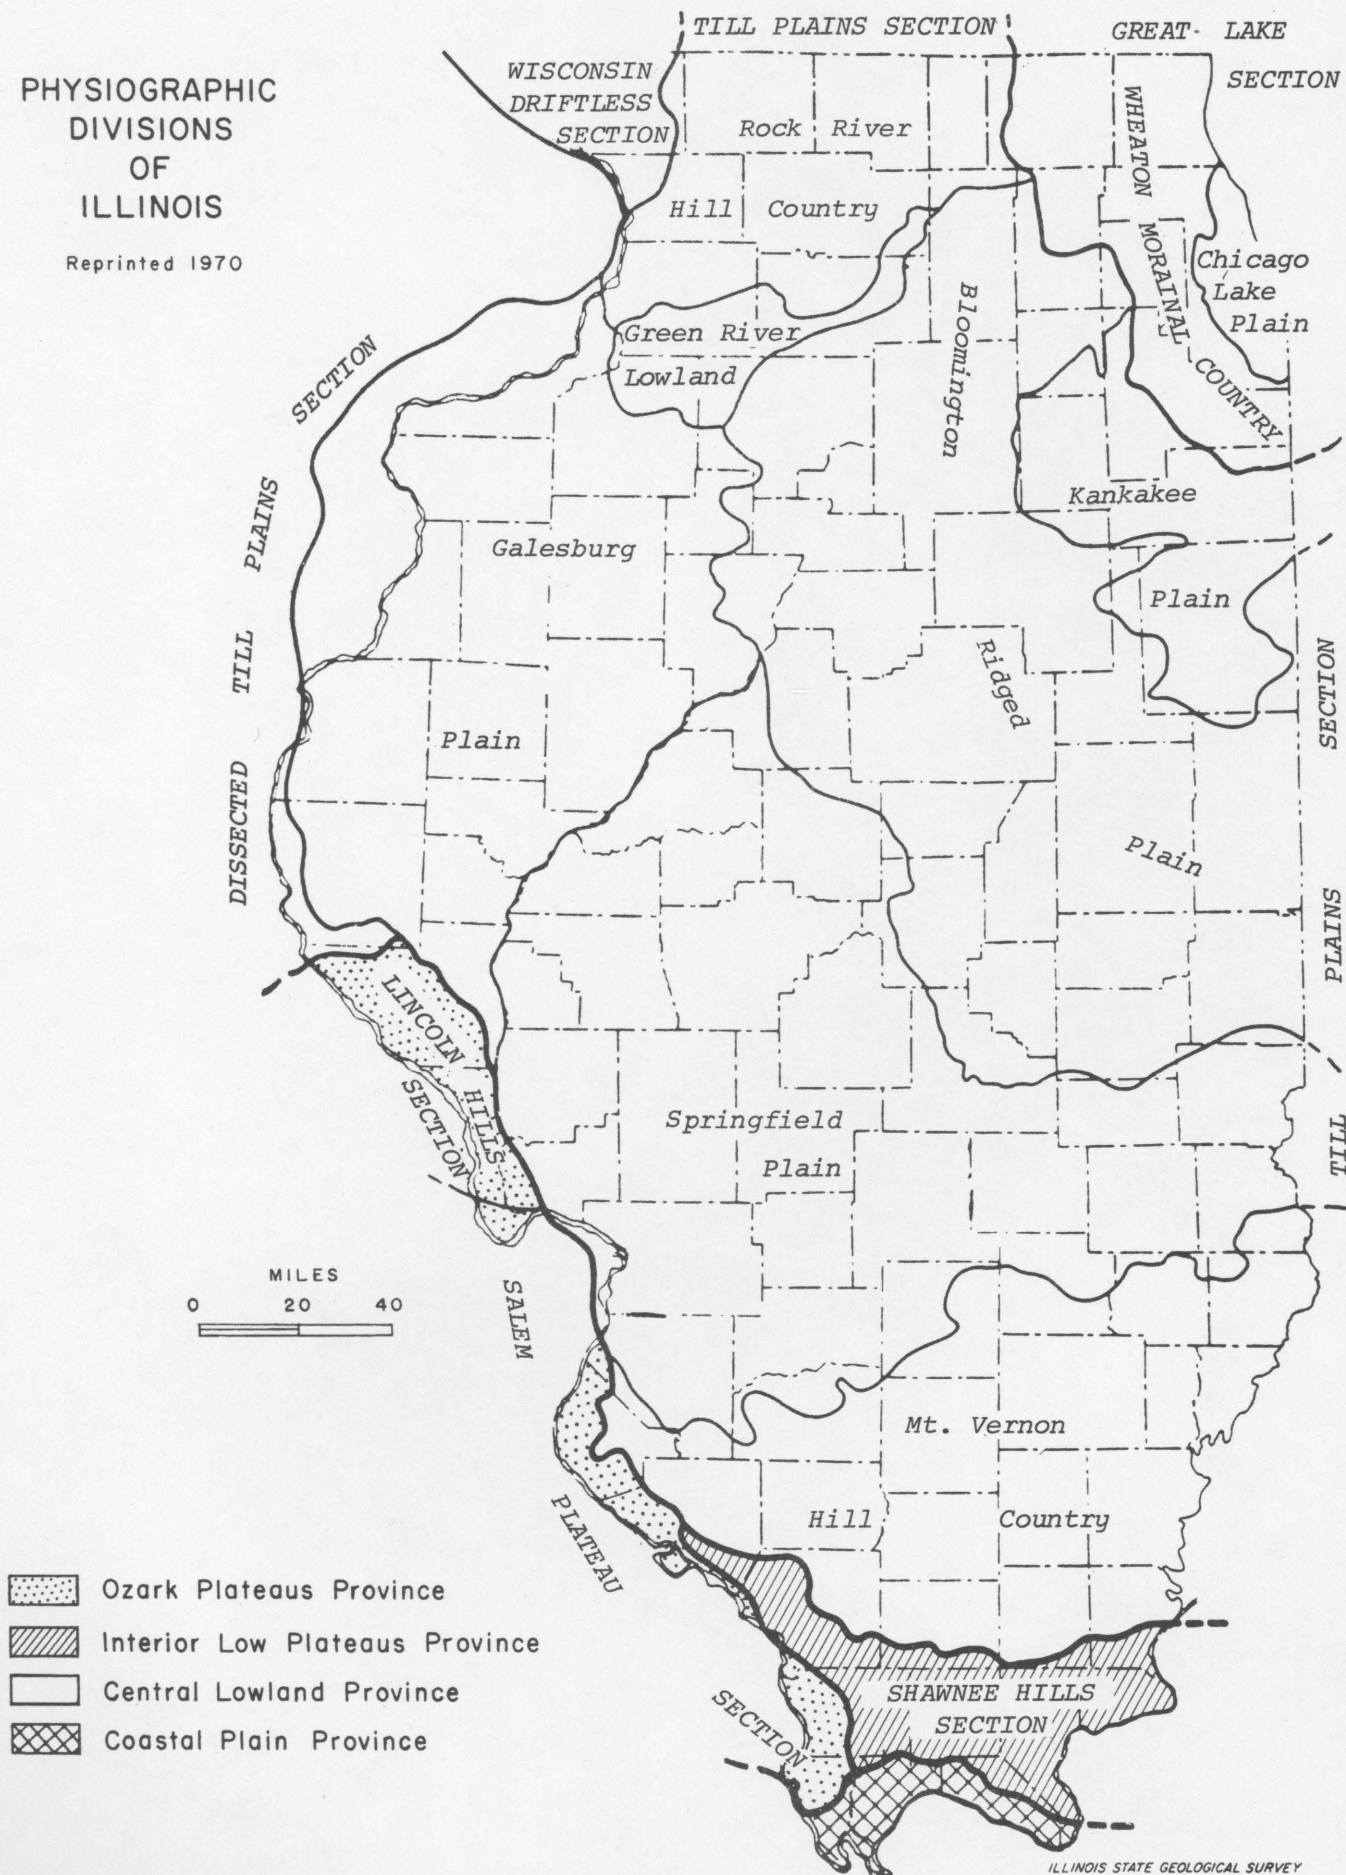 PHYSIOGRAPHIC
DIVISIONS
OF
ILLINOIS
Reprinted 1970
TILL PLAINS SECTION
GREAT LAKE
SECTION
WISCONSIN
DRIFTLESS
SECTION
Rock River
Hill Country
WHEATON
MORAINAL
COUNTRY
Chicago
Lake
Plain
Green River
Lowland
Bloomington
Ridged
Plain
Kankakee
Plain
Galesburg
Plain
DISSECTED TILL PLAINS SECTION
TILL PLAINS SECTION
LINCOLN HILLS
SECTION
Springfield
Plain
MILES
0 20 40
SALEM
PLATEAU
SECTION
Mt. Vernon
Hill Country
SHAWNEE HILLS
SECTION
Ozark Plateaus Province
Interior Low Plateaus Province
Central Lowland Province
Coastal Plain Province
ILLINOIS STATE GEOLOGICAL SURVEY